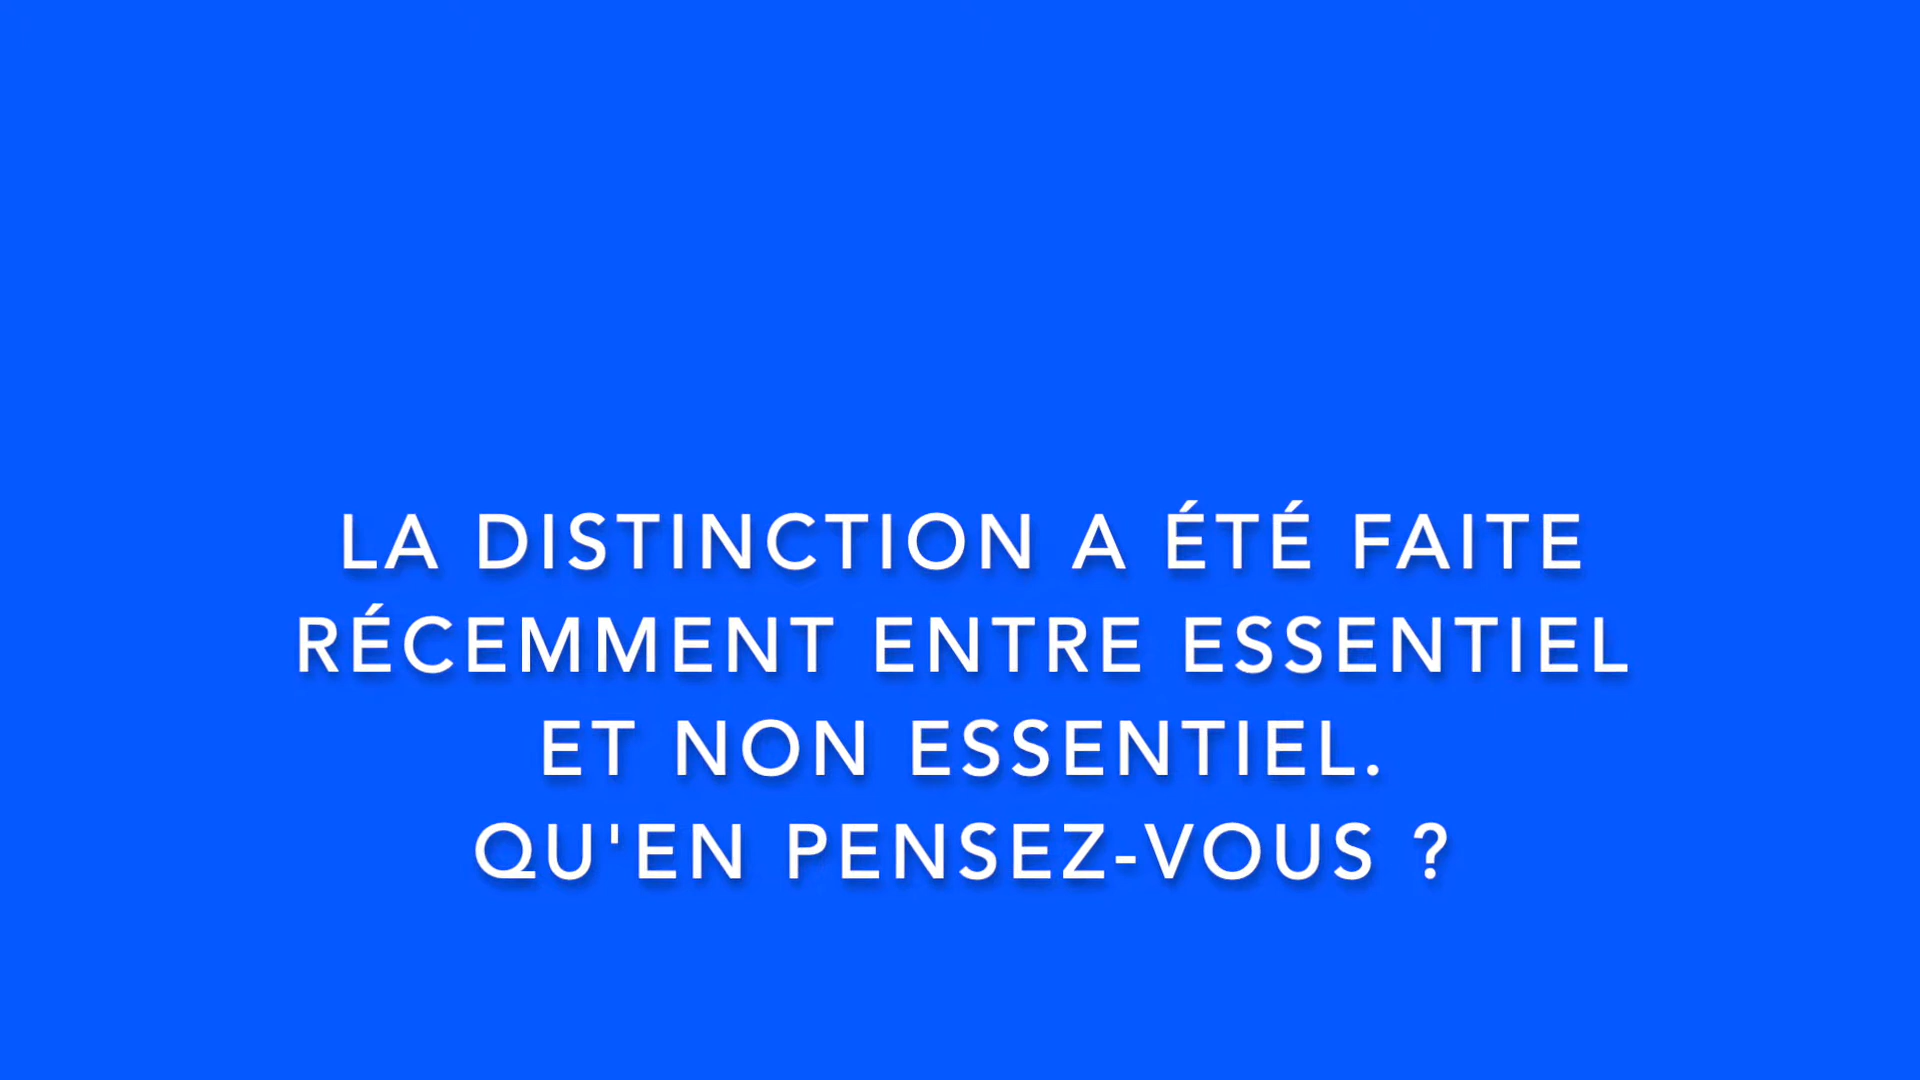 LA DISTINCTION A ÉTÉ FAITE
RÉCEMMENT ENTRE ESSENTIEL
ET NON ESSENTIEL.
QU'EN PENSEZ-VOUS ?